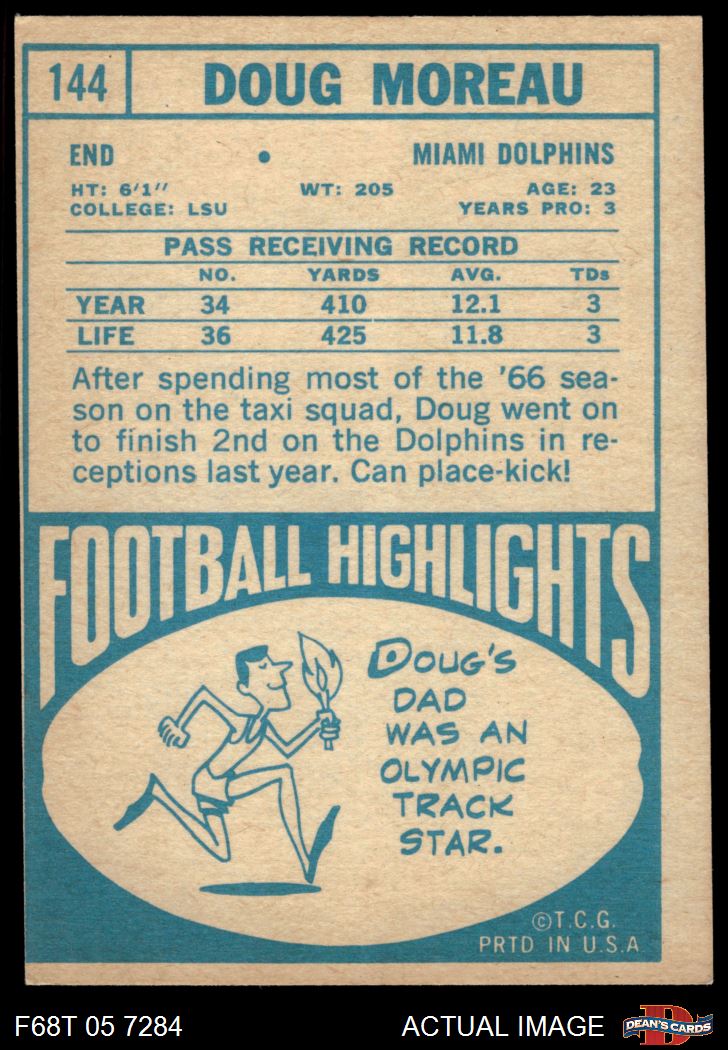 144 DOUG MOREAU
END • MIAMI DOLPHINS
HT: 6'1" WT: 205 AGE: 23
COLLEGE: LSU YEARS PRO: 3
PASS RECEIVING RECORD
NO. YARDS AVG. TDs
YEAR 34 410 12.1 3
LIFE 36 425 11.8 3
After spending most of the '66 sea-
son on the taxi squad, Doug went on
to finish 2nd on the Dolphins in re-
ceptions last year. Can place-kick!
FOOTBALL HIGHLIGHTS
DOUG'S
DAD
WAS AN
OLYMPIC
TRACK
STAR.
©T.C.G.
PRTD IN U.S.A
F68T 05 7284 ACTUAL IMAGE D DEAN'S CARDS